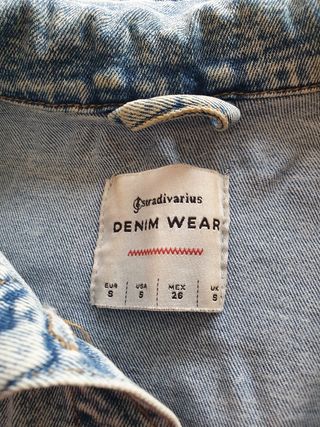 Stradivarius
DENIM WEAR
EUR USA MEX UK
S S 26 S